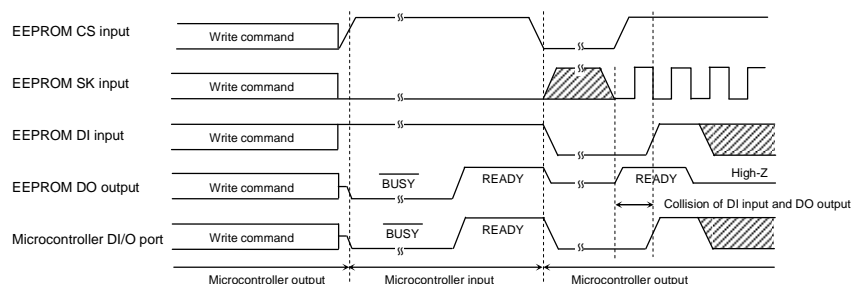 EEPROM CS input
Write command
EEPROM SK input
Write command
EEPROM DI input
Write command
EEPROM DO output
Write command
BUSY
READY
READY
High-Z
Collision of DI input and DO output
Microcontroller DI/O port
Write command
BUSY
READY
Microcontroller output
Microcontroller input
Microcontroller output